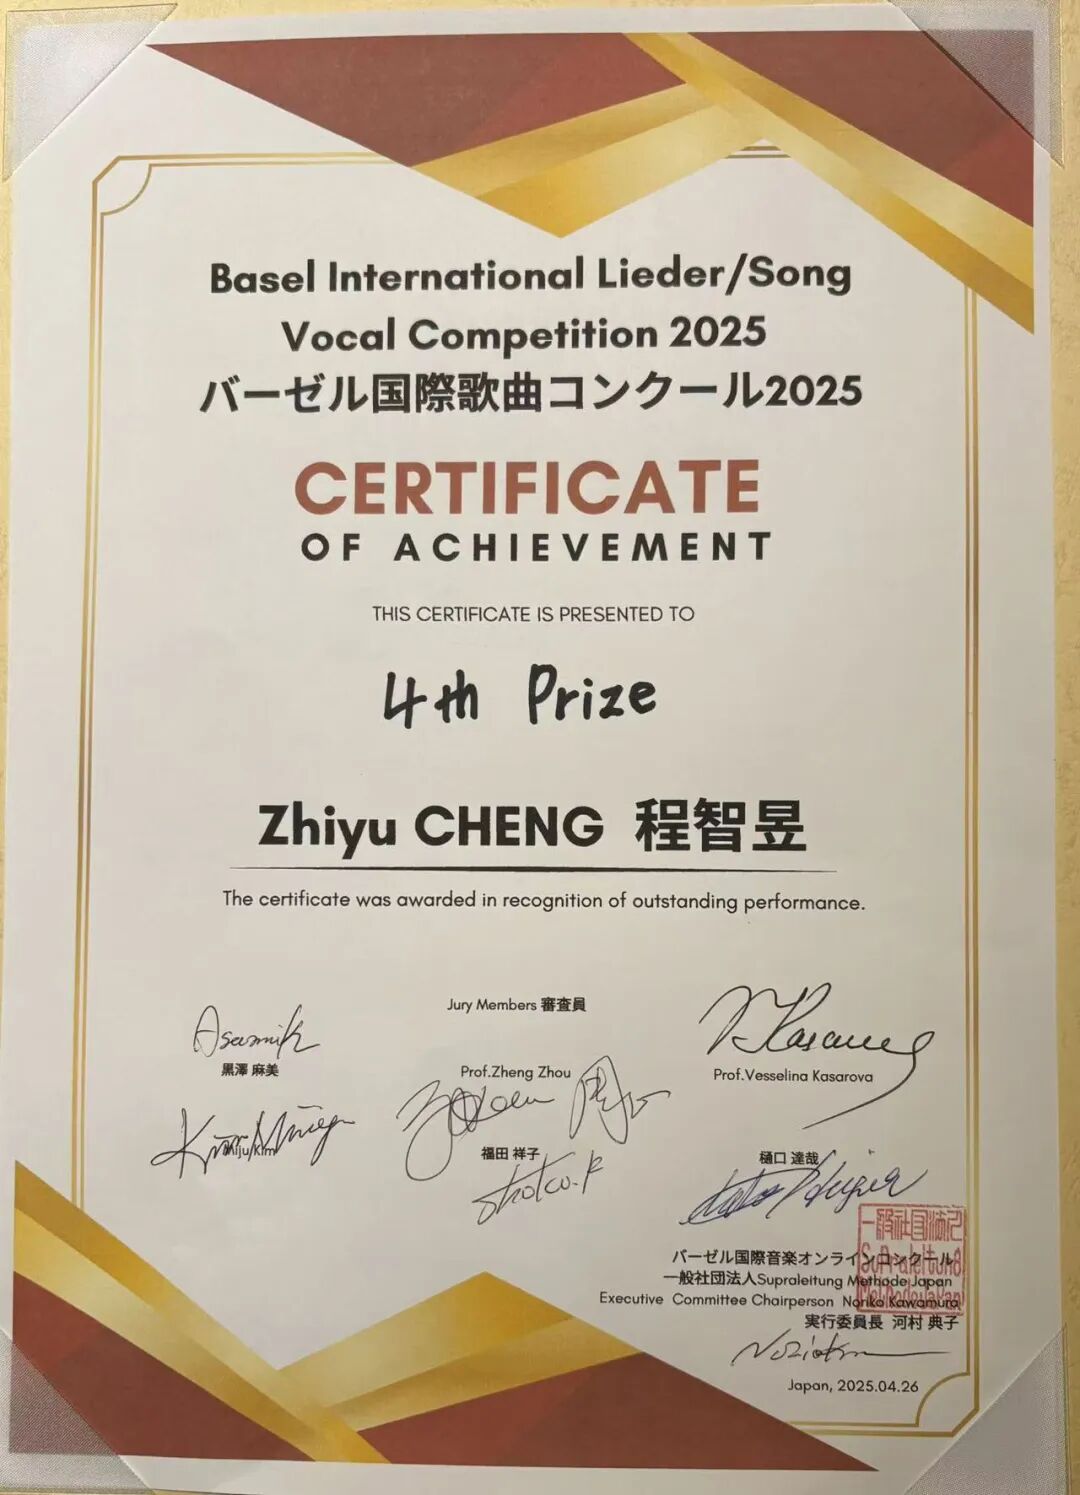 Basel International Lieder/Song
Vocal Competition 2025
バーゼル国際歌曲コンクール2025
CERTIFICATE
OF ACHIEVEMENT
THIS CERTIFICATE IS PRESENTED TO
4th Prize
Zhiyu CHENG 程智昱
The certificate was awarded in recognition of outstanding performance.
Jury Members 審査員
黒澤 麻美
Prof.Zheng Zhou
Prof.Vesselina Kasarova
Miju Kim
福田 祥子
樋口 達哉
バーゼル国際音楽オンラインコンクール
一般社団法人Supraleitung Methode Japan
Executive Committee Chairperson Noriko Kawamura
実行委員長 河村 典子
Japan, 2025.04.26